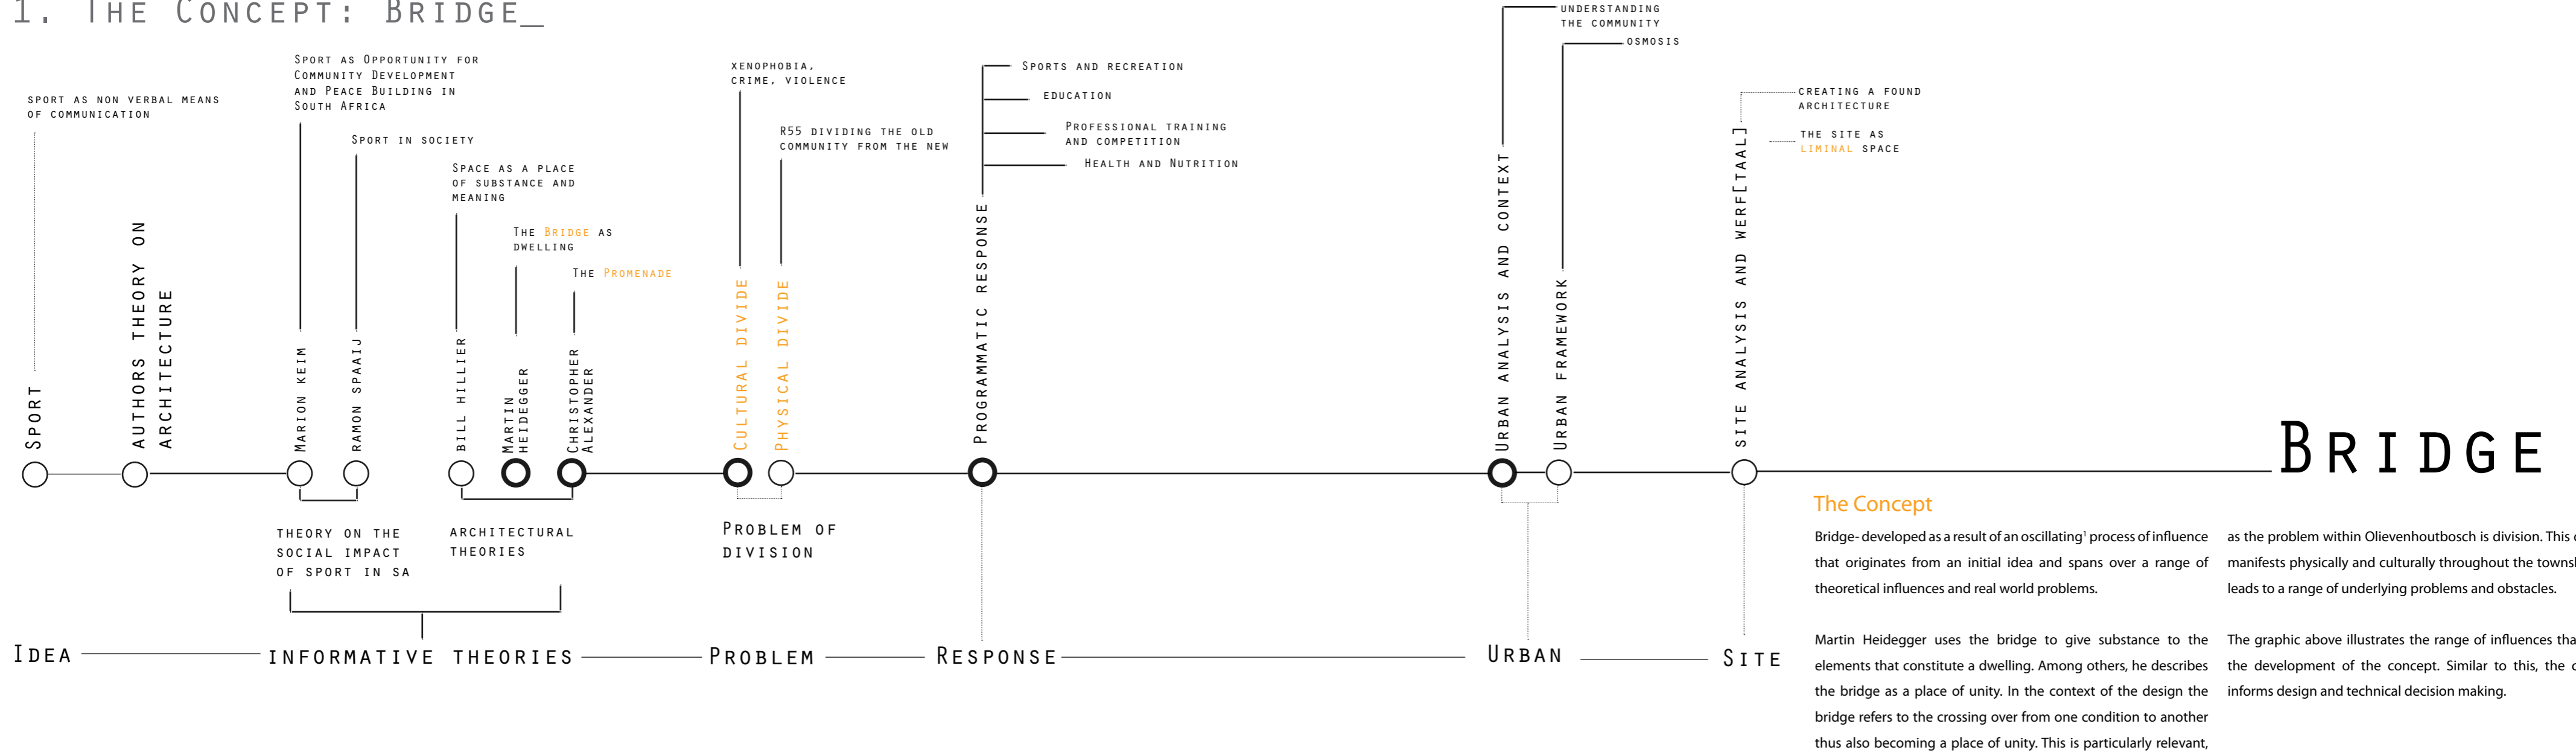 1. The Concept: Bridge_
sport as non verbal means
of communication
Sport
Authors theory on
architecture
Sport as Opportunity for
Community Development
and Peace Building in
South Africa
Marion Keim
Sport in society
Ramon Spaaij
Space as a place
of substance and
meaning
Bill Hillier
The Bridge as
dwelling
Martin
Heidegger
The Promenade
Christopher
Alexander
xenophobia,
crime, violence
Cultural divide
R55 dividing the old
community from the new
Physical divide
Sports and recreation
education
Professional training
and competition
Health and Nutrition
Programmatic response
understanding
the community
Urban analysis and context
osmosis
Urban framework
creating a found
architecture
the site as
liminal space
site analysis and werf[taal]
Bridge
theory on the
social impact
of sport in SA
architectural
theories
Problem of
division
Idea
informative theories
Problem
Response
Urban
Site
The Concept
Bridge- developed as a result of an oscillating¹ process of influence
that originates from an initial idea and spans over a range of
theoretical influences and real world problems.
Martin Heidegger uses the bridge to give substance to the
elements that constitute a dwelling. Among others, he describes
the bridge as a place of unity. In the context of the design the
bridge refers to the crossing over from one condition to another
thus also becoming a place of unity. This is particularly relevant,
as the problem within Olievenhoutbosch is division. This
manifests physically and culturally throughout the
leads to a range of underlying problems and obstacles.
The graphic above illustrates the range of influences
the development of the concept. Similar to this, the
informs design and technical decision making.